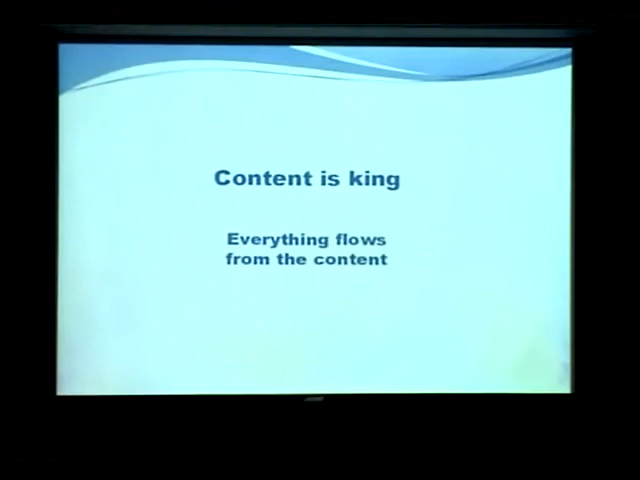 Content is king
Everything flows
from the content